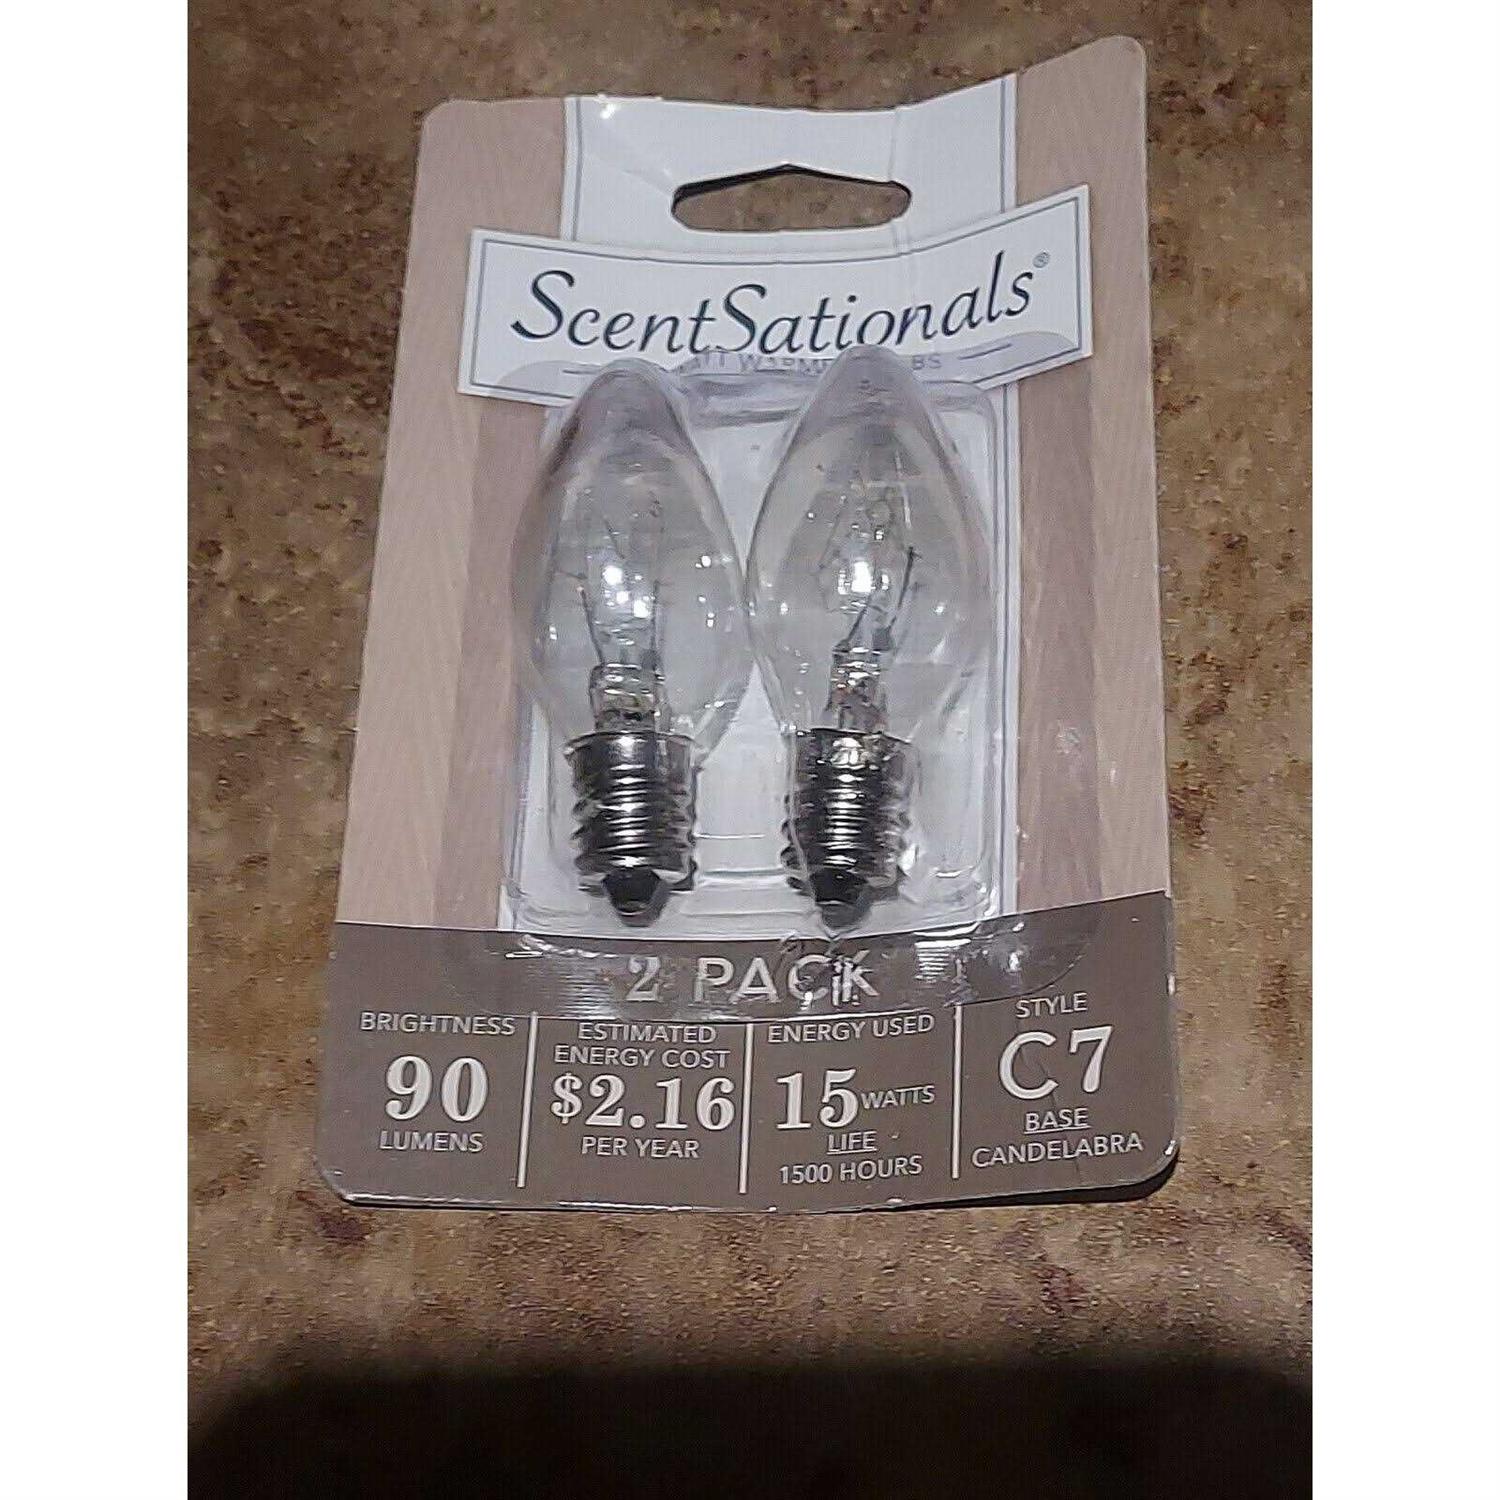 ScentSationals®
2 PACK
BRIGHTNESS
90
LUMENS
ESTIMATED
ENERGY COST
$2.16
PER YEAR
ENERGY USED
15 WATTS
LIFE
1500 HOURS
STYLE
C7
BASE
CANDELABRA